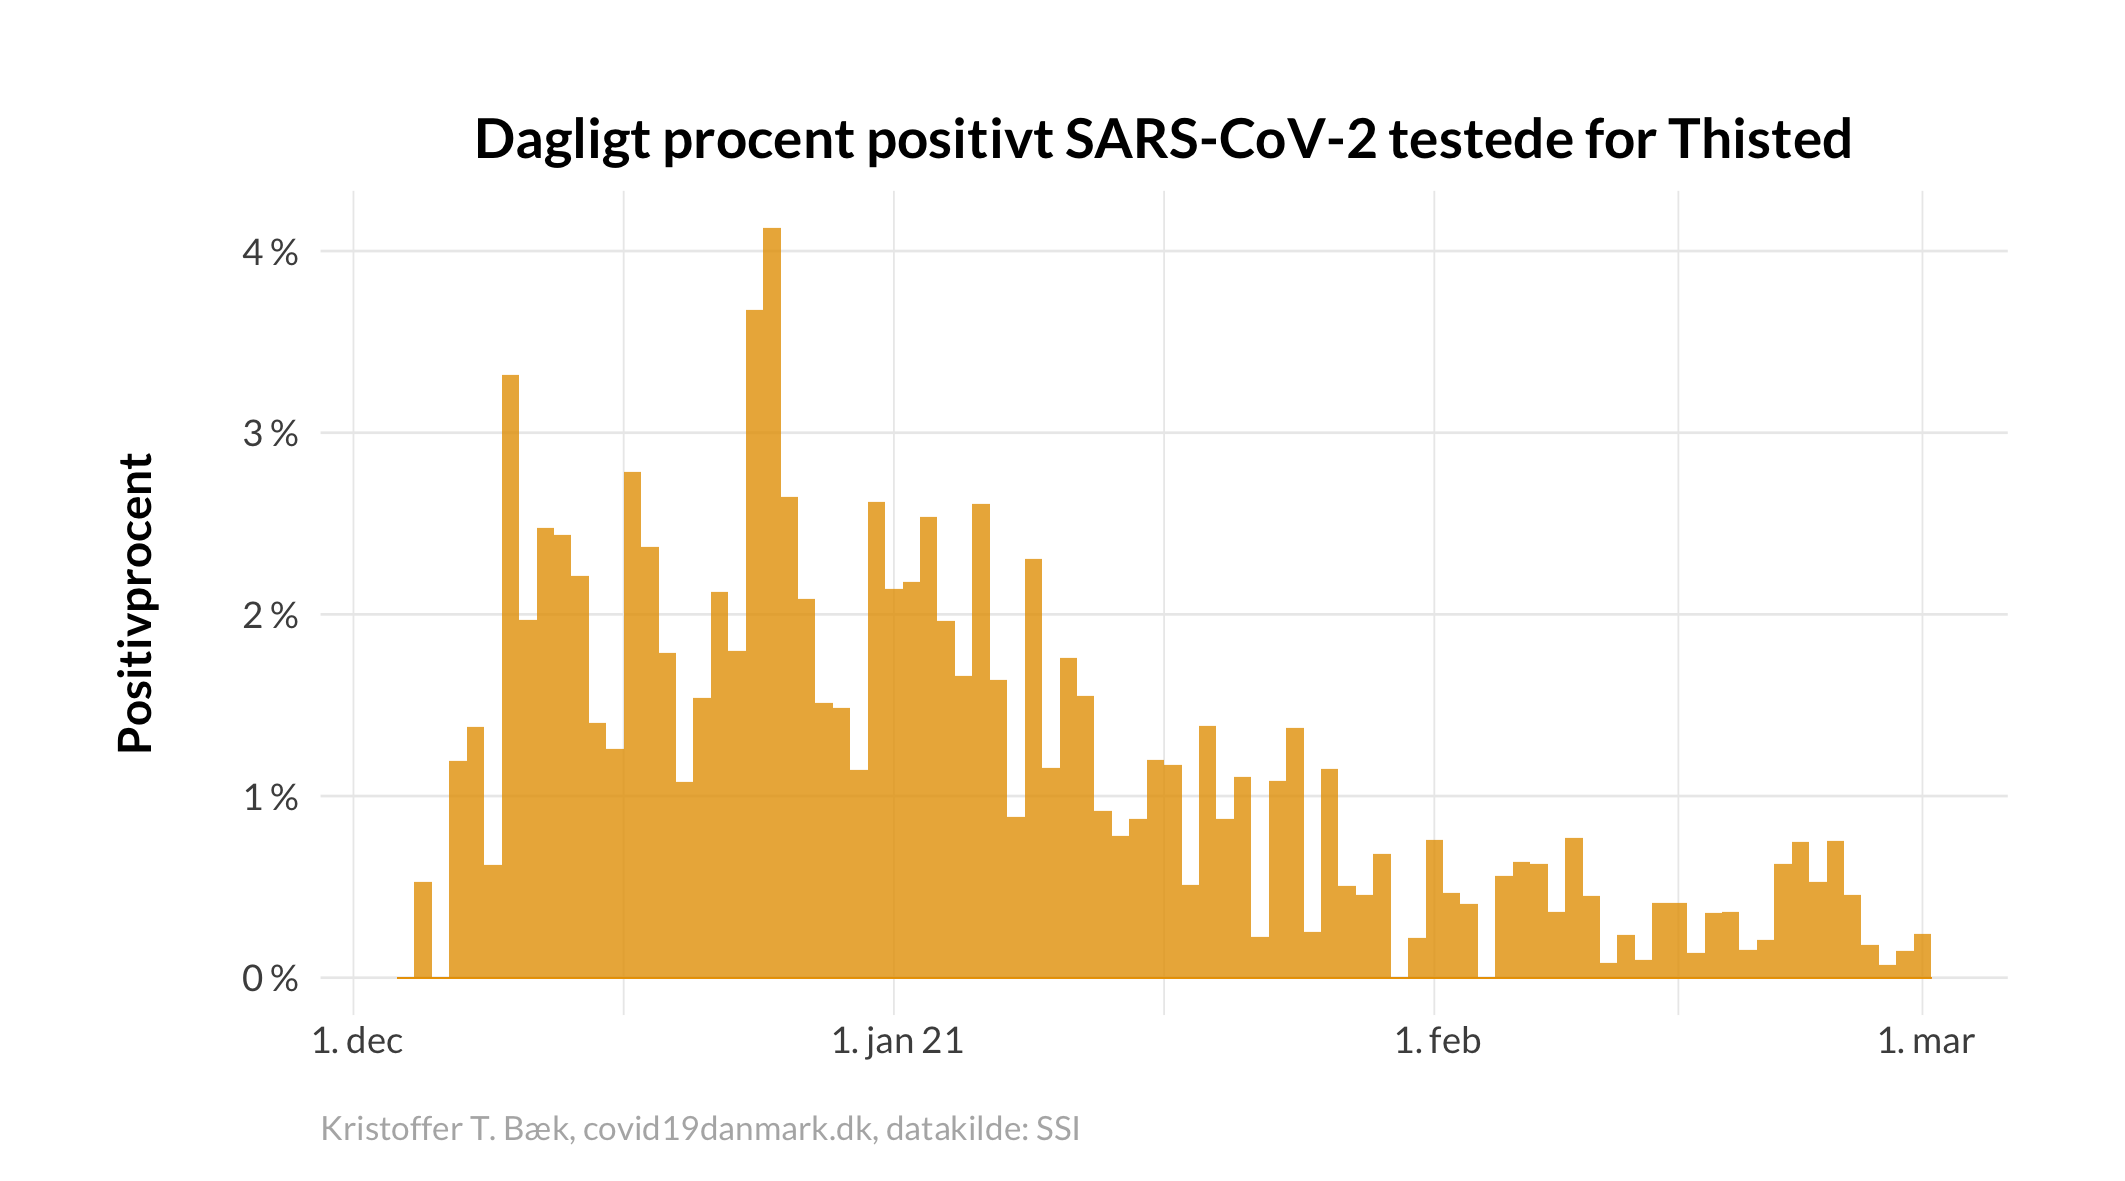 Dagligt procent positivt SARS-CoV-2 testede for Thisted
Positivprocent
4 %
3 %
2 %
1 %
0 %
1. dec
1. jan 21
1. feb
1. mar
Kristoffer T. Bæk, covid19danmark.dk, datakilde: SSI